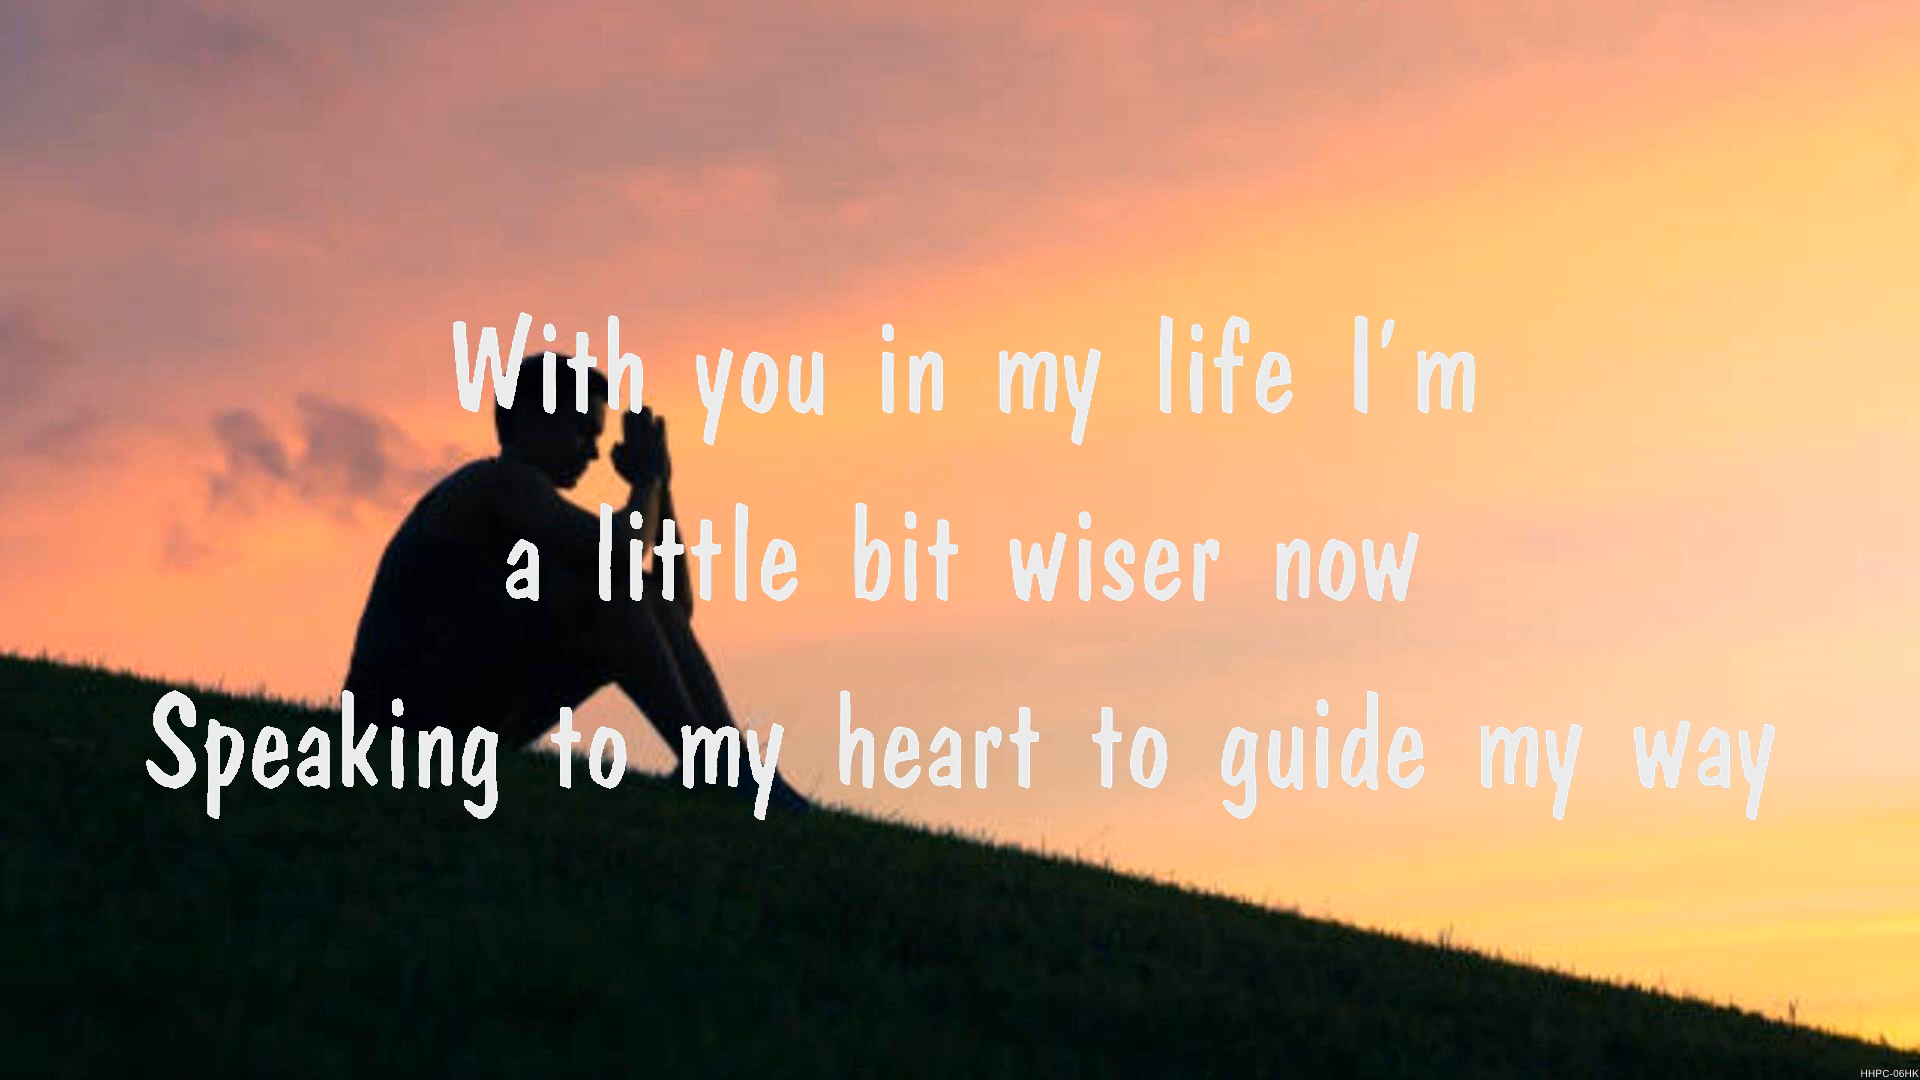 With you in my life I'm
a little bit wiser now
Speaking to my heart to guide my way
HHPC-06HK